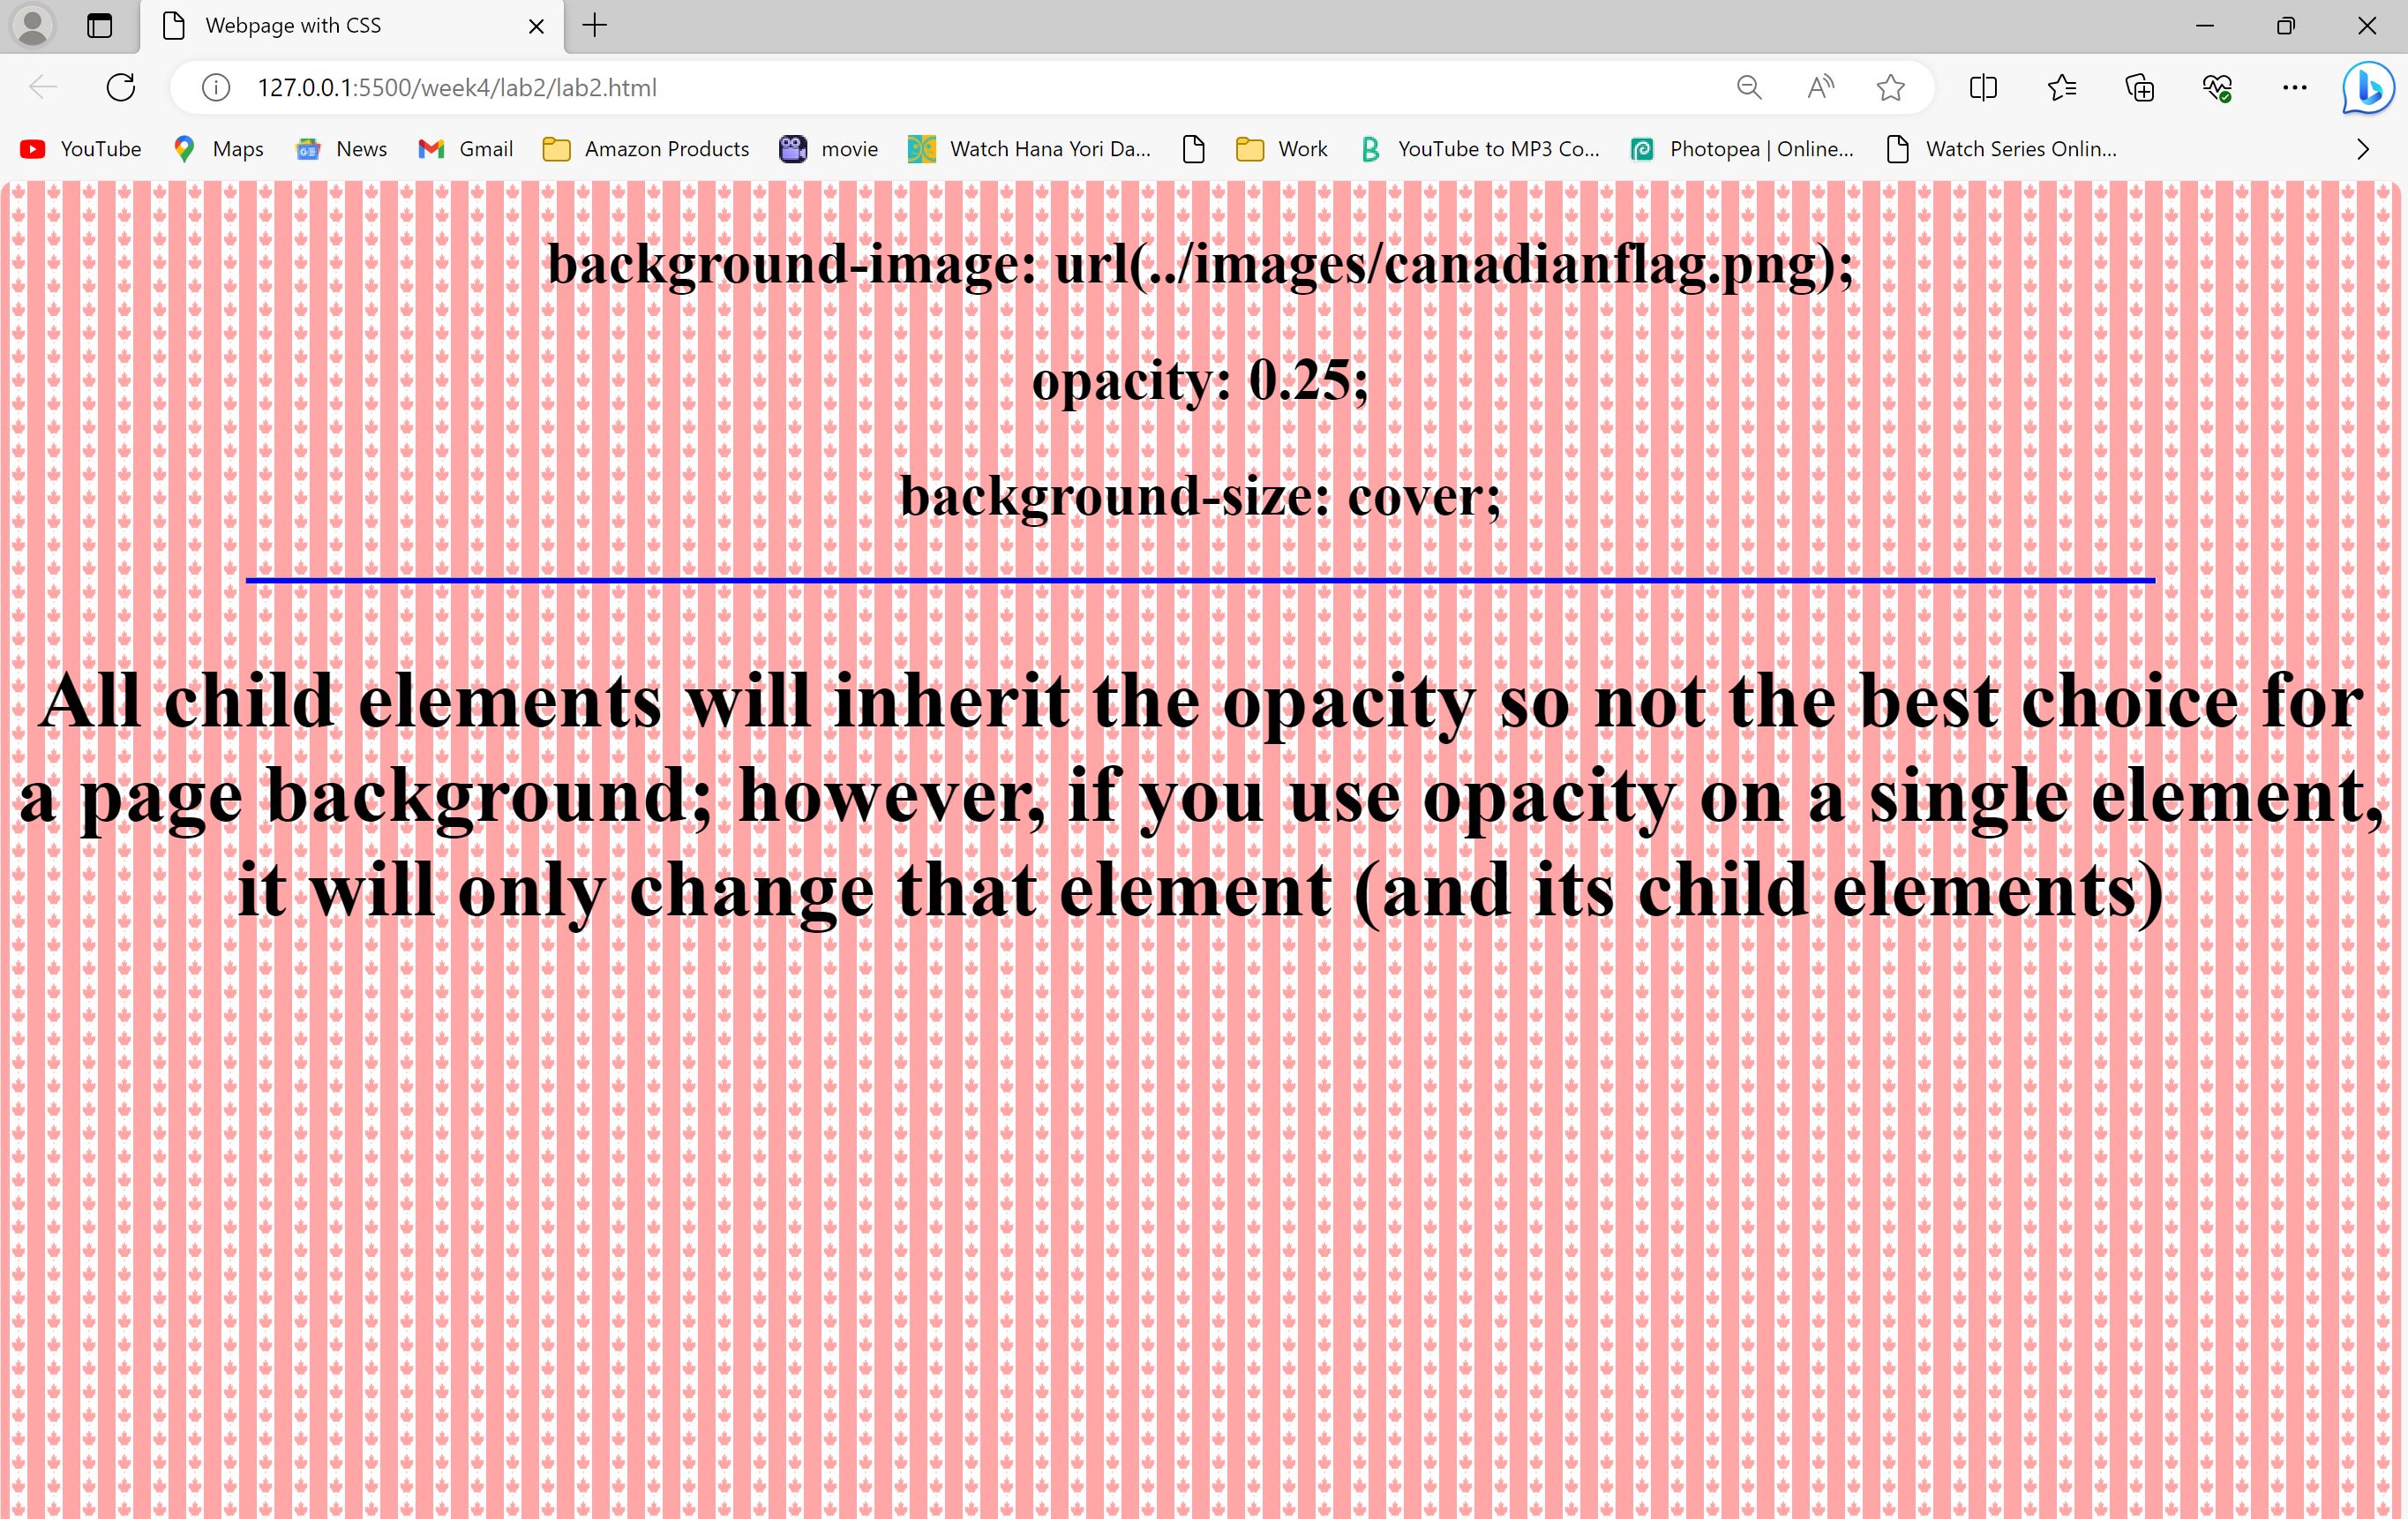 Webpage with CSS
127.0.0.1:5500/week4/lab2/lab2.html
YouTube Maps News Gmail Amazon Products movie Watch Hana Yori Da... Work YouTube to MP3 Co... Photopea | Online... Watch Series Onlin...
background-image: url(../images/canadianflag.png);
opacity: 0.25;
background-size: cover;
All child elements will inherit the opacity so not the best choice for
a page background; however, if you use opacity on a single element,
it will only change that element (and its child elements)